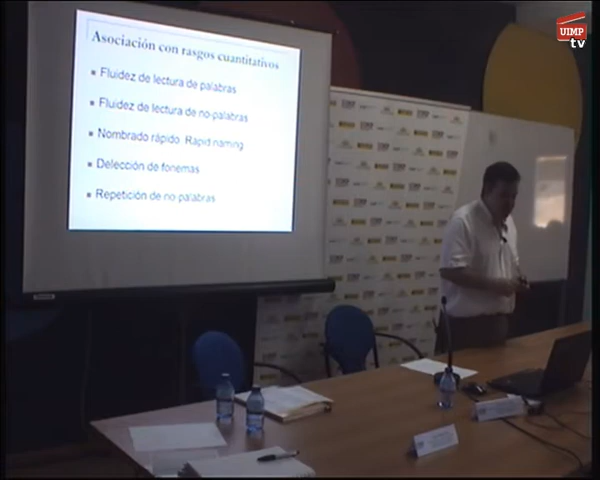 UIMP
tv
Asociación con rasgos cuantitativos
Fluidez de lectura de palabras
Fluidez de lectura de no-palabras
Nombrado rápido Rapid naming
Delección de fonemas
Repetición de no palabras